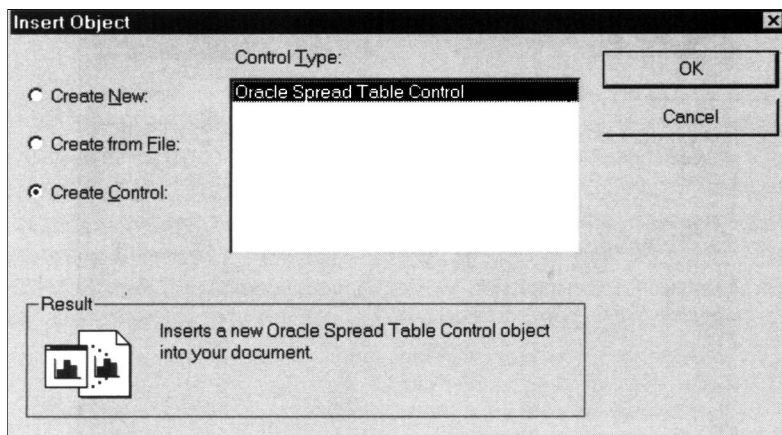 Insert Object
Control Type:
OK
Create New:
Oracle Spread Table Control
Cancel
Create from File:
Create Control:
Result
Inserts a new Oracle Spread Table Control object
into your document.